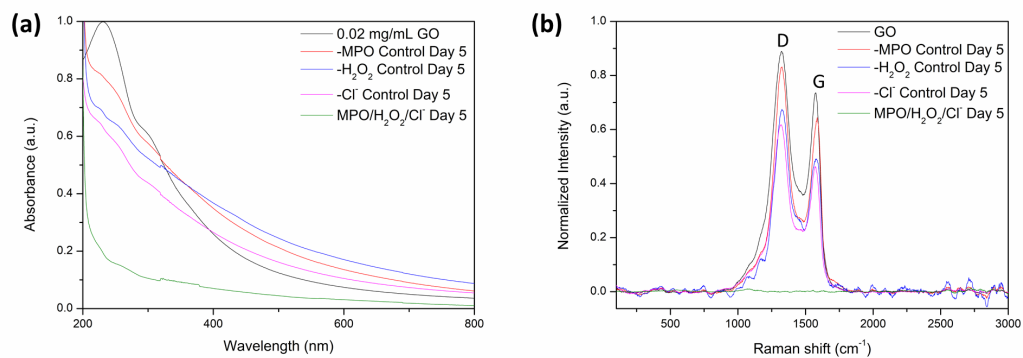 (a)
1.0
0.8
0.6
0.4
0.2
0.0
Absorbance (a.u.)
0.02 mg/mL GO
-MPO Control Day 5
-H₂O₂ Control Day 5
-Cl⁻ Control Day 5
MPO/H₂O₂/Cl⁻ Day 5
200
400
600
800
Wavelength (nm)
(b)
0.8
0.6
0.4
0.2
0.0
Normalized Intensity (a.u.)
D
G
GO
-MPO Control Day 5
-H₂O₂ Control Day 5
-Cl⁻ Control Day 5
MPO/H₂O₂/Cl⁻ Day 5
500
1000
1500
2000
2500
3000
Raman shift (cm⁻¹)